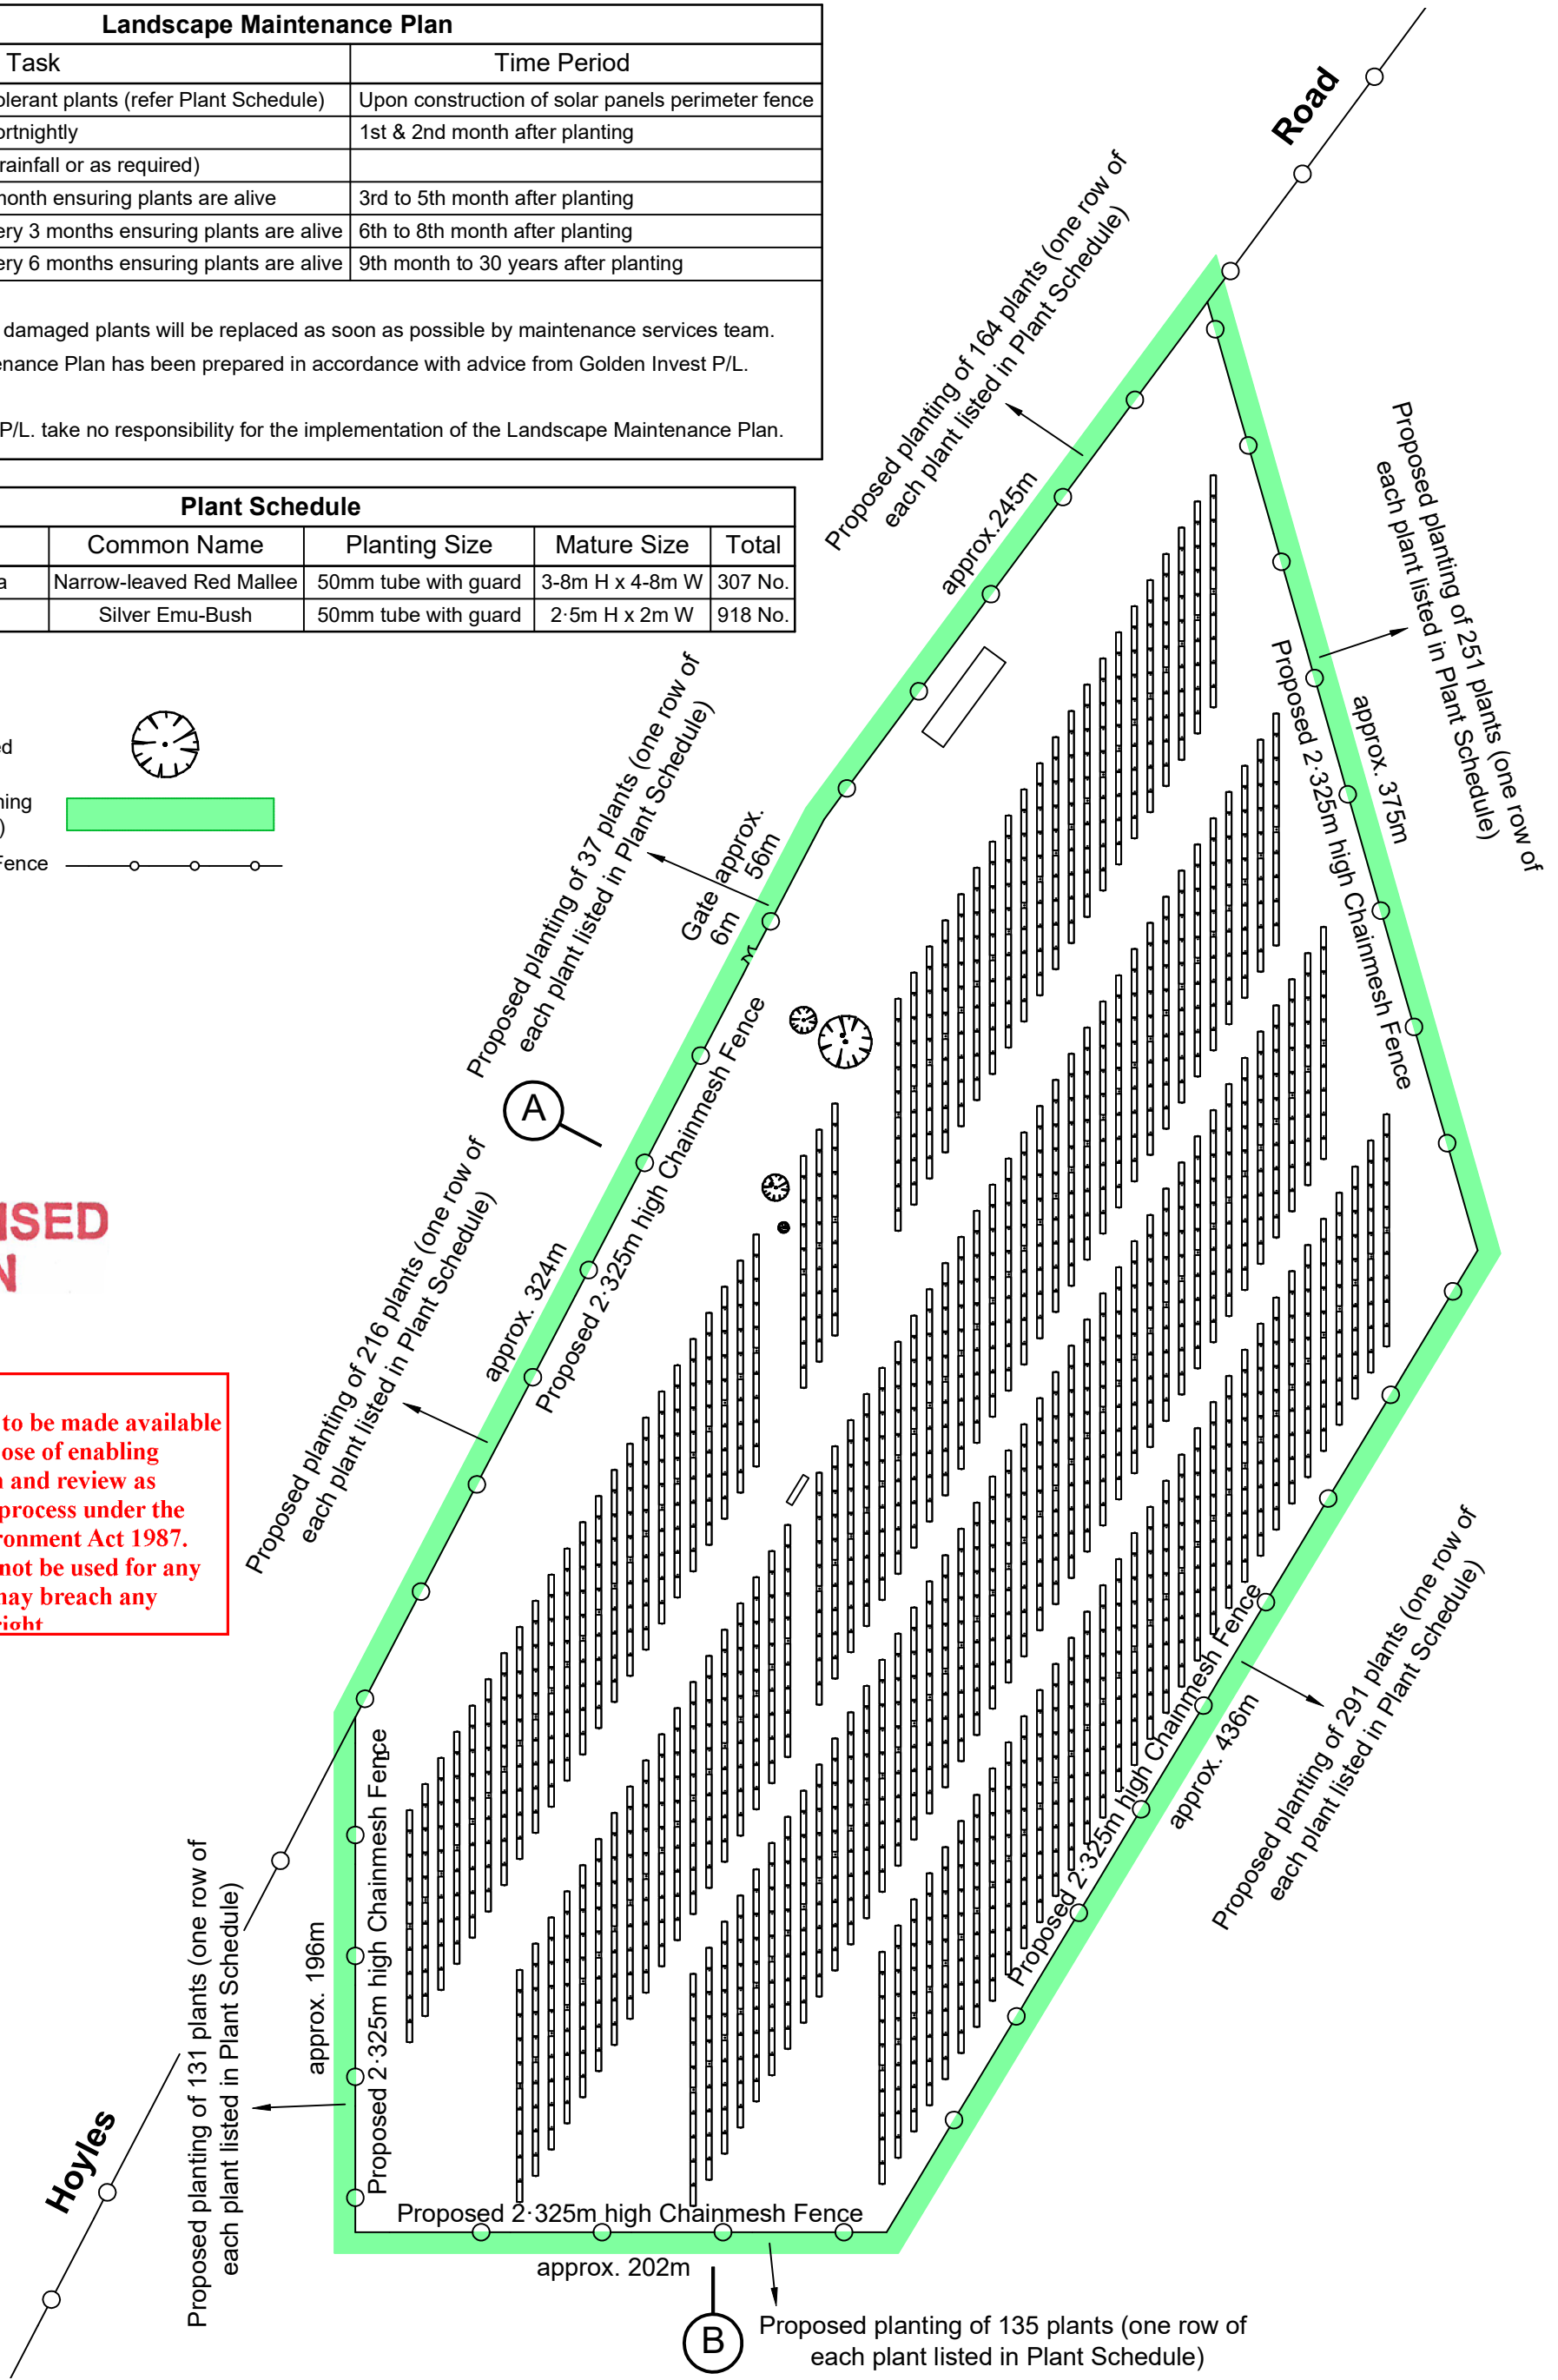 Landscape Maintenance Plan
Task Time Period
olerant plants (refer Plant Schedule) Upon construction of solar panels perimeter fence
ortnightly 1st & 2nd month after planting
rainfall or as required)
month ensuring plants are alive 3rd to 5th month after planting
ery 3 months ensuring plants are alive 6th to 8th month after planting
ery 6 months ensuring plants are alive 9th month to 30 years after planting
damaged plants will be replaced as soon as possible by maintenance services team.
enance Plan has been prepared in accordance with advice from Golden Invest P/L.
P/L. take no responsibility for the implementation of the Landscape Maintenance Plan.
Plant Schedule
Common Name Planting Size Mature Size Total
a Narrow-leaved Red Mallee 50mm tube with guard 3-8m H x 4-8m W 307 No.
Silver Emu-Bush 50mm tube with guard 2·5m H x 2m W 918 No.
ed
ning
)
Fence
Road
Proposed planting of 164 plants (one row of
each plant listed in Plant Schedule)
approx.245m
Proposed planting of 251 plants (one row of
each plant listed in Plant Schedule)
approx. 375m
Proposed 2·325m high Chainmesh Fence
Proposed planting of 37 plants (one row of
each plant listed in Plant Schedule)
Gate approx.
6m 56m
A
Proposed 2·325m high Chainmesh Fence
approx. 324m
Proposed planting of 216 plants (one row of
each plant listed in Plant Schedule)
ISED
N
to be made available
ose of enabling
n and review as
process under the
ronment Act 1987.
not be used for any
may breach any
right
Proposed planting of 291 plants (one row of
each plant listed in Plant Schedule)
approx. 436m
Proposed 2·325m high Chainmesh Fence
Proposed 2·325m high Chainmesh Fence
approx. 196m
Proposed planting of 131 plants (one row of
each plant listed in Plant Schedule)
Hoyles
Proposed 2·325m high Chainmesh Fence
approx. 202m
B
Proposed planting of 135 plants (one row of
each plant listed in Plant Schedule)